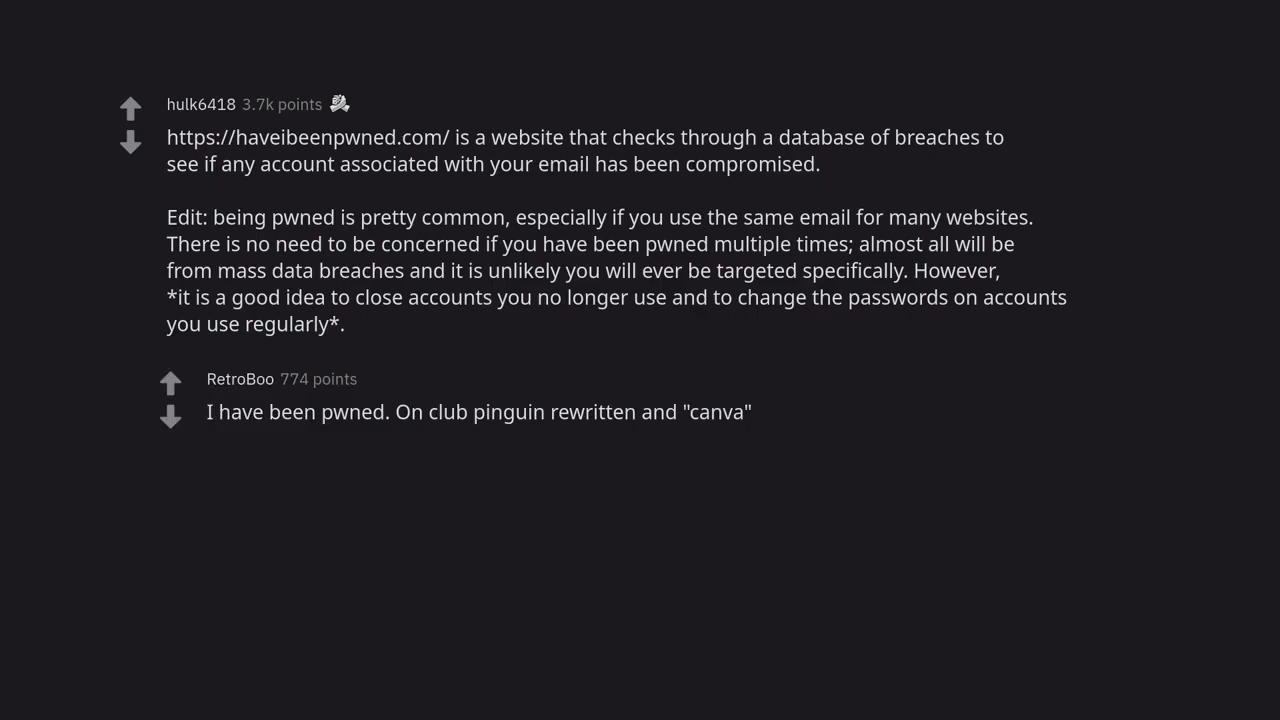 hulk6418 3.7k points
https://haveibeenpwned.com/ is a website that checks through a database of breaches to
see if any account associated with your email has been compromised.
Edit: being pwned is pretty common, especially if you use the same email for many websites.
There is no need to be concerned if you have been pwned multiple times; almost all will be
from mass data breaches and it is unlikely you will ever be targeted specifically. However,
*it is a good idea to close accounts you no longer use and to change the passwords on accounts
you use regularly*.
RetroBoo 774 points
I have been pwned. On club pinguin rewritten and "canva"